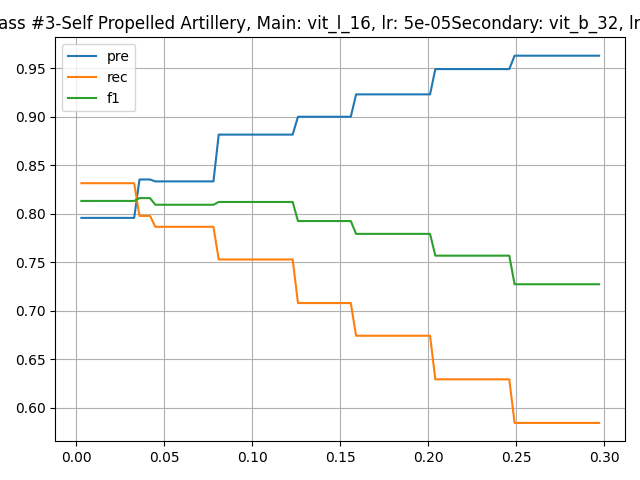 ass #3-Self Propelled Artillery, Main: vit_l_16, lr: 5e-05Secondary: vit_b_32, lr
pre
rec
f1
0.95
0.90
0.85
0.80
0.75
0.70
0.65
0.60
0.00 0.05 0.10 0.15 0.20 0.25 0.30